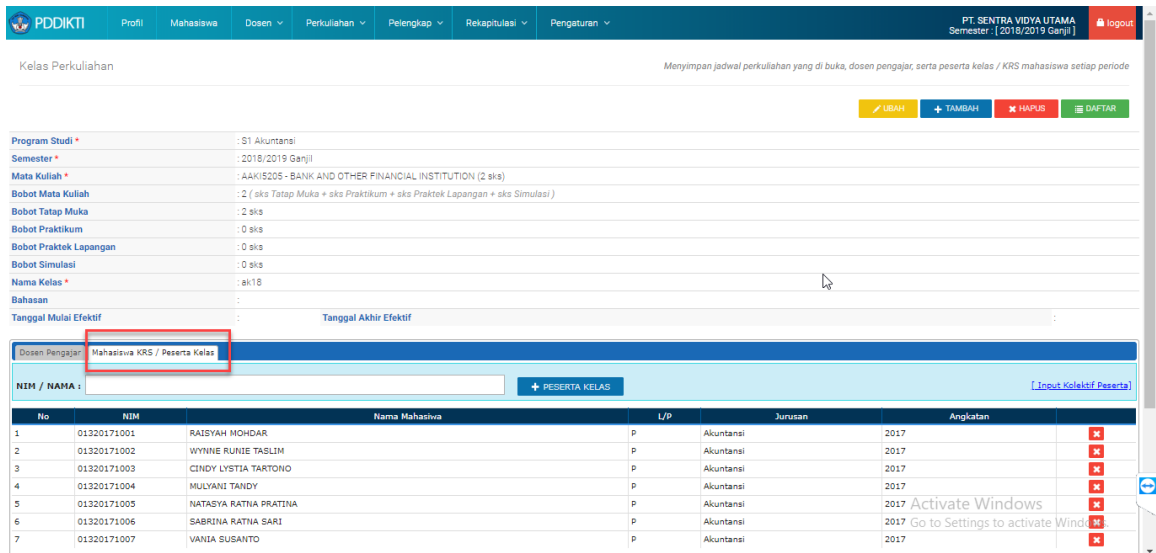 PDDIKTI Profil Mahasiswa Dosen Perkuliahan Pelengkap Rekapitulasi Pengaturan PT. SENTRA VIDYA UTAMA logout
Semester : [ 2018/2019 Ganjil ]
Kelas Perkuliahan Menyimpan jadwal perkuliahan yang di buka, dosen pengajar, serta peserta kelas / KRS mahasiswa setiap periode
UBAH TAMBAH HAPUS DAFTAR
Program Studi * : S1 Akuntansi
Semester * : 2018/2019 Ganjil
Mata Kuliah * : AAKI5205 - BANK AND OTHER FINANCIAL INSTITUTION (2 sks)
Bobot Mata Kuliah : 2 ( sks Tatap Muka + sks Praktikum + sks Praktek Lapangan + sks Simulasi )
Bobot Tatap Muka : 2 sks
Bobot Praktikum : 0 sks
Bobot Praktek Lapangan : 0 sks
Bobot Simulasi : 0 sks
Nama Kelas * : ak18
Bahasan :
Tanggal Mulai Efektif : Tanggal Akhir Efektif :
Dosen Pengajar Mahasiswa KRS / Peserta Kelas
NIM / NAMA : + PESERTA KELAS [ Input Kolektif Peserta]
No NIM Nama Mahasiwa L/P Jurusan Angkatan
1 01320171001 RAISYAH MOHDAR P Akuntansi 2017
2 01320171002 WYNNE RUNIE TASLIM P Akuntansi 2017
3 01320171003 CINDY LYSTIA TARTONO P Akuntansi 2017
4 01320171004 MULYANI TANDY P Akuntansi 2017
5 01320171005 NATASYA RATNA PRATINA P Akuntansi 2017
6 01320171006 SABRINA RATNA SARI P Akuntansi 2017
7 01320171007 VANIA SUSANTO P Akuntansi 2017
Activate Windows
Go to Settings to activate Windows.